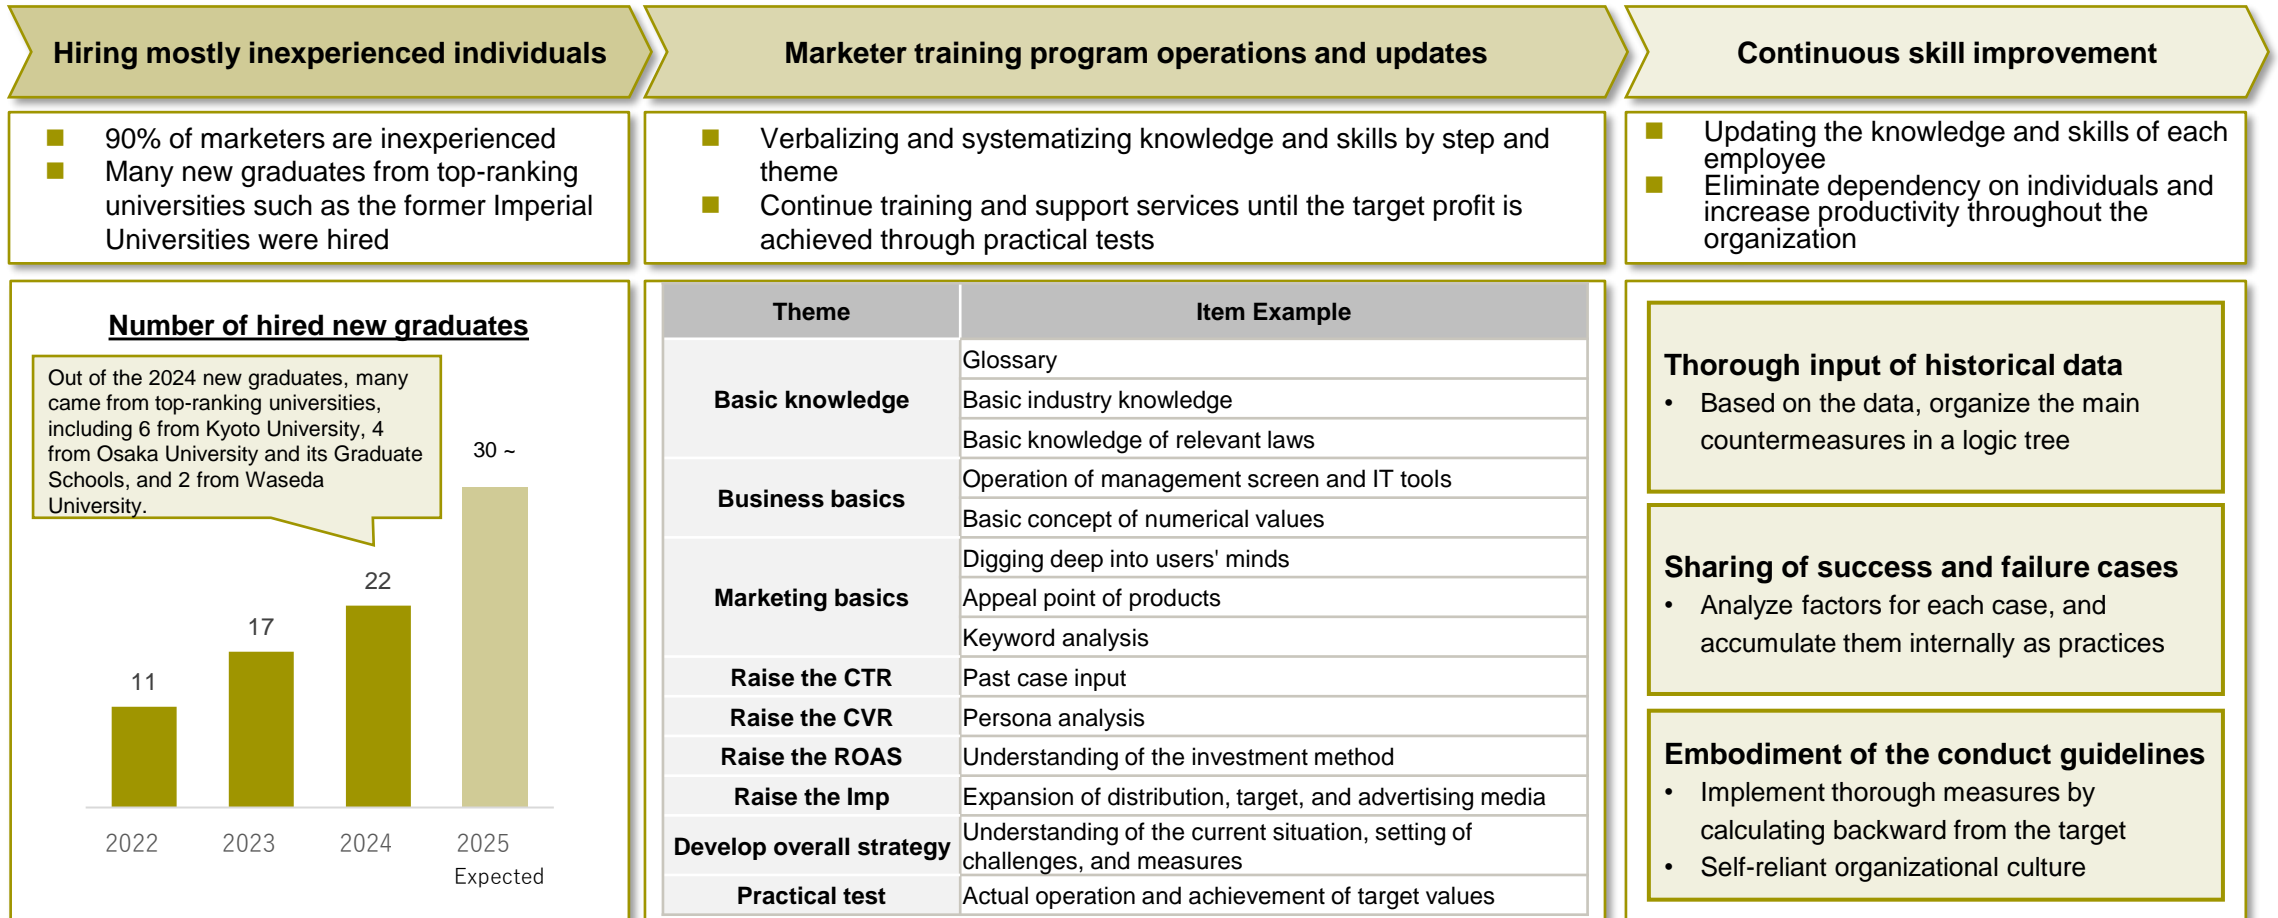 Hiring mostly inexperienced individuals
Marketer training program operations and updates
Continuous skill improvement
90% of marketers are inexperienced
Many new graduates from top-ranking
universities such as the former Imperial
Universities were hired
Verbalizing and systematizing knowledge and skills by step and
theme
Continue training and support services until the target profit is
achieved through practical tests
Updating the knowledge and skills of each
employee
Eliminate dependency on individuals and
increase productivity throughout the
organization
Number of hired new graduates
Out of the 2024 new graduates, many
came from top-ranking universities,
including 6 from Kyoto University, 4
from Osaka University and its Graduate
Schools, and 2 from Waseda
University.
30 ~
22
17
11
2022
2023
2024
2025
Expected
Theme
Item Example
Basic knowledge
Glossary
Basic industry knowledge
Basic knowledge of relevant laws
Business basics
Operation of management screen and IT tools
Basic concept of numerical values
Marketing basics
Digging deep into users' minds
Appeal point of products
Keyword analysis
Raise the CTR
Past case input
Raise the CVR
Persona analysis
Raise the ROAS
Understanding of the investment method
Raise the Imp
Expansion of distribution, target, and advertising media
Develop overall strategy
Understanding of the current situation, setting of
challenges, and measures
Practical test
Actual operation and achievement of target values
Thorough input of historical data
• Based on the data, organize the main
countermeasures in a logic tree
Sharing of success and failure cases
• Analyze factors for each case, and
accumulate them internally as practices
Embodiment of the conduct guidelines
• Implement thorough measures by
calculating backward from the target
• Self-reliant organizational culture